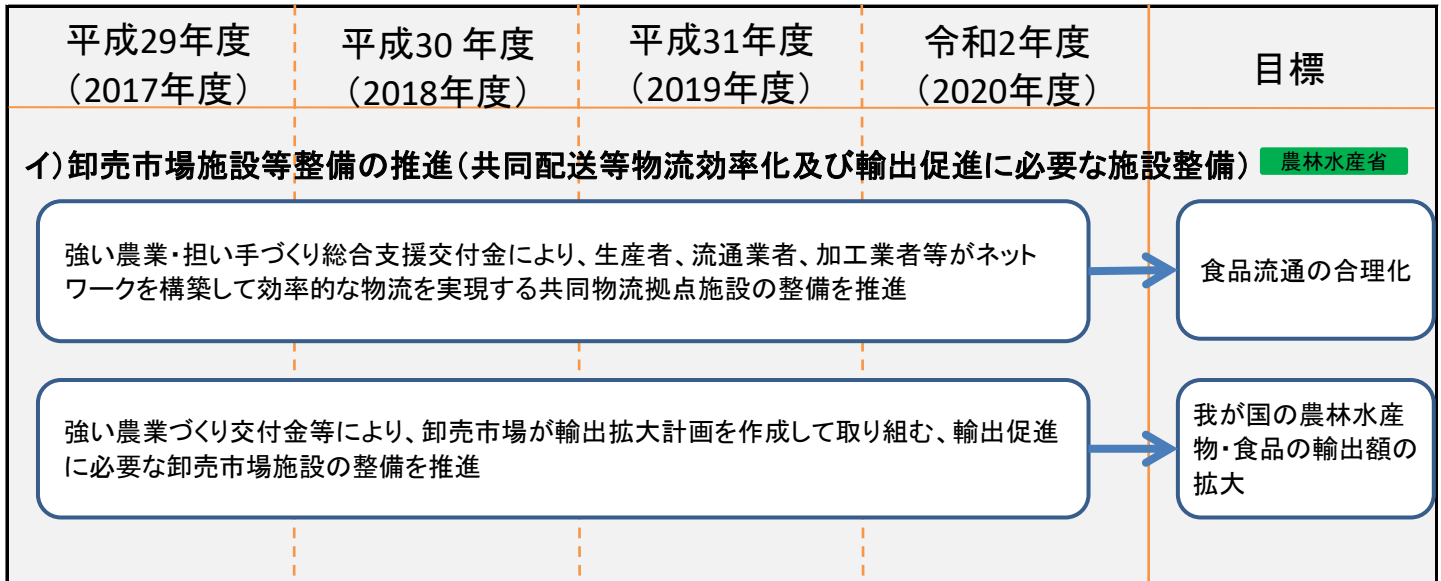 平成29年度
（2017年度）
平成30 年度
（2018年度）
平成31年度
（2019年度）
令和2年度
（2020年度）
目標
イ）卸売市場施設等整備の推進（共同配送等物流効率化及び輸出促進に必要な施設整備）
農林水産省
強い農業・担い手づくり総合支援交付金により、生産者、流通業者、加工業者等がネット
ワークを構築して効率的な物流を実現する共同物流拠点施設の整備を推進
食品流通の合理化
強い農業づくり交付金等により、卸売市場が輸出拡大計画を作成して取り組む、輸出促進
に必要な卸売市場施設の整備を推進
我が国の農林水産
物・食品の輸出額の
拡大